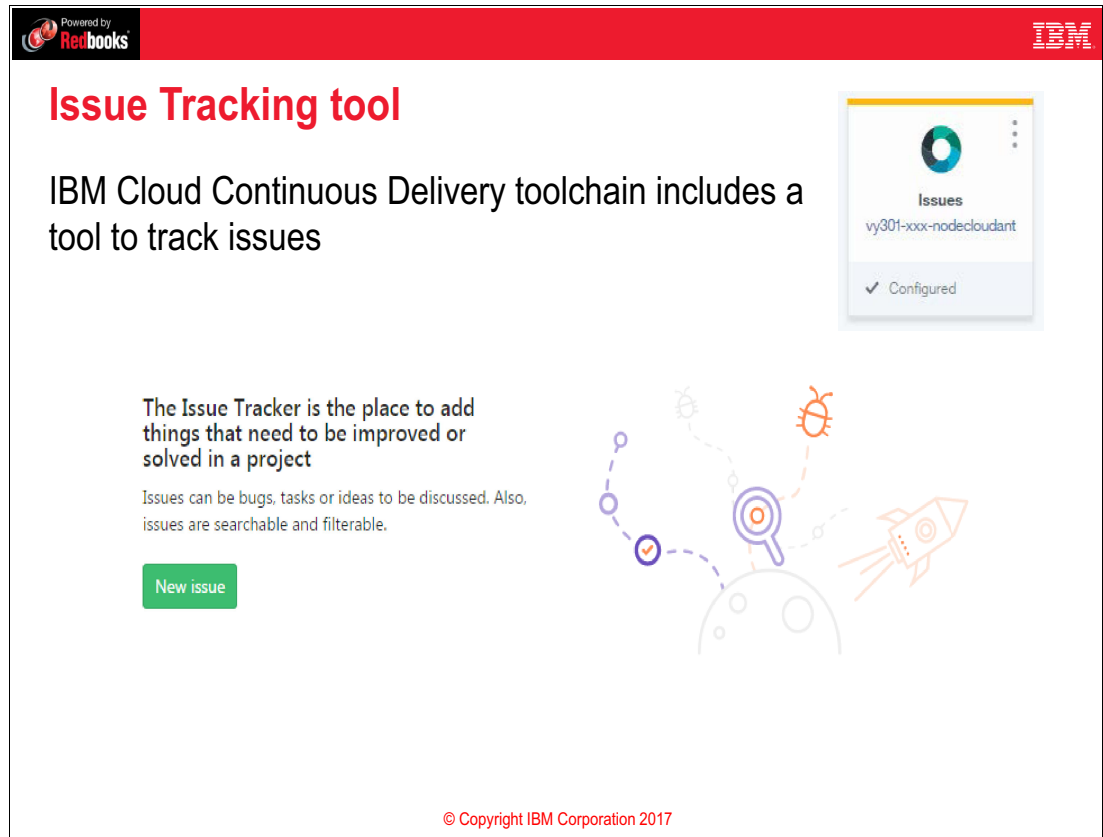 Powered by
Redbooks
IBM
Issue Tracking tool
IBM Cloud Continuous Delivery toolchain includes a
tool to track issues
Issues
vy301-xxx-nodecloudant
✓ Configured
The Issue Tracker is the place to add
things that need to be improved or
solved in a project
Issues can be bugs, tasks or ideas to be discussed. Also,
issues are searchable and filterable.
New issue
© Copyright IBM Corporation 2017